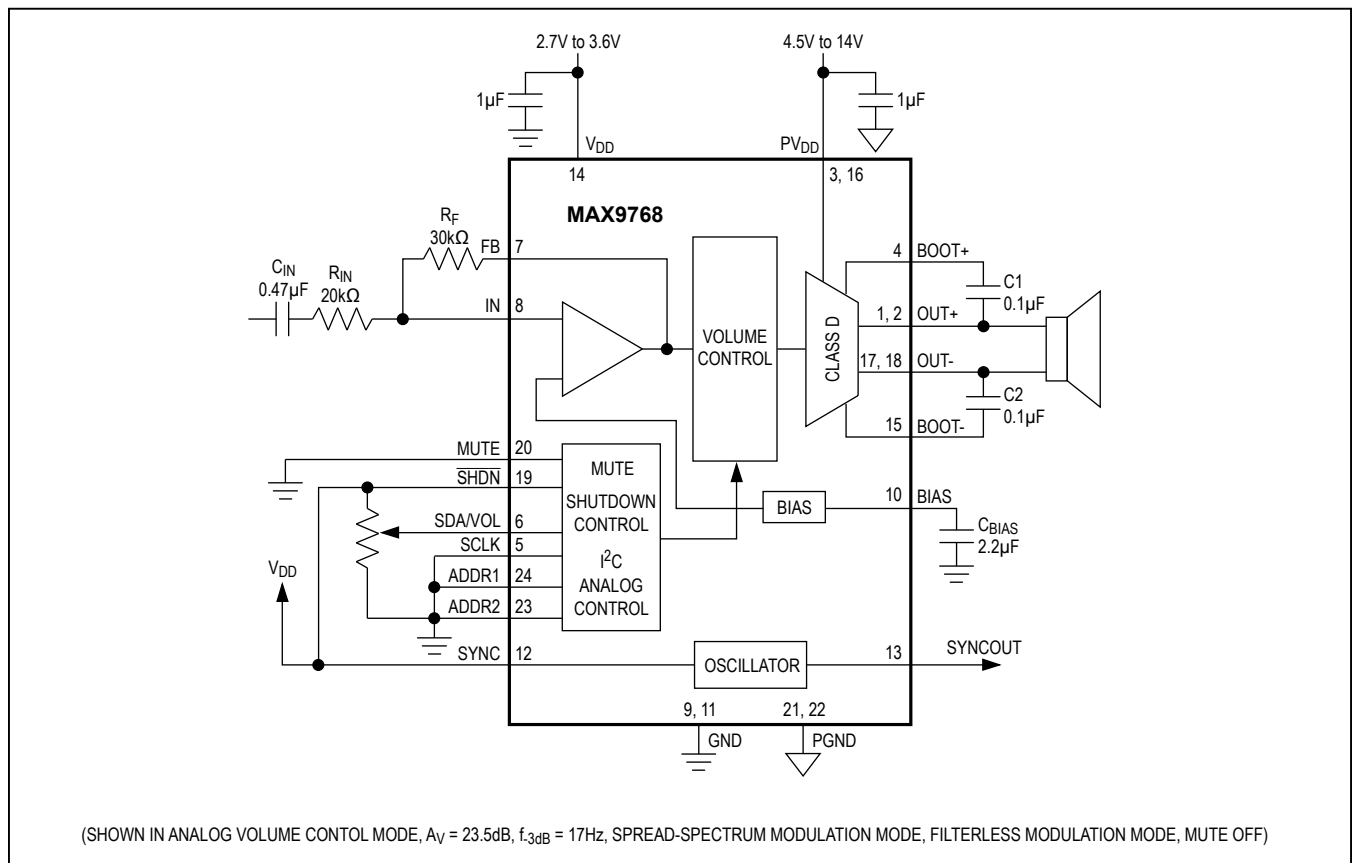 2.7V to 3.6V
4.5V to 14V
1µF
1µF
VDD
PVDD
14
3, 16
MAX9768
RF
30kΩ
FB
7
CIN
0.47µF
RIN
20kΩ
IN
8
VOLUME
CONTROL
CLASS D
4
BOOT+
C1
0.1µF
1, 2
OUT+
17, 18
OUT-
C2
0.1µF
15
BOOT-
MUTE
20
SHDN
19
SDA/VOL
6
SCLK
5
ADDR1
24
ADDR2
23
MUTE
SHUTDOWN
CONTROL
I2C
ANALOG
CONTROL
BIAS
10
BIAS
CBIAS
2.2µF
VDD
SYNC
12
OSCILLATOR
13
SYNCOUT
9, 11
21, 22
GND
PGND
(SHOWN IN ANALOG VOLUME CONTOL MODE, AV = 23.5dB, f-3dB = 17Hz, SPREAD-SPECTRUM MODULATION MODE, FILTERLESS MODULATION MODE, MUTE OFF)